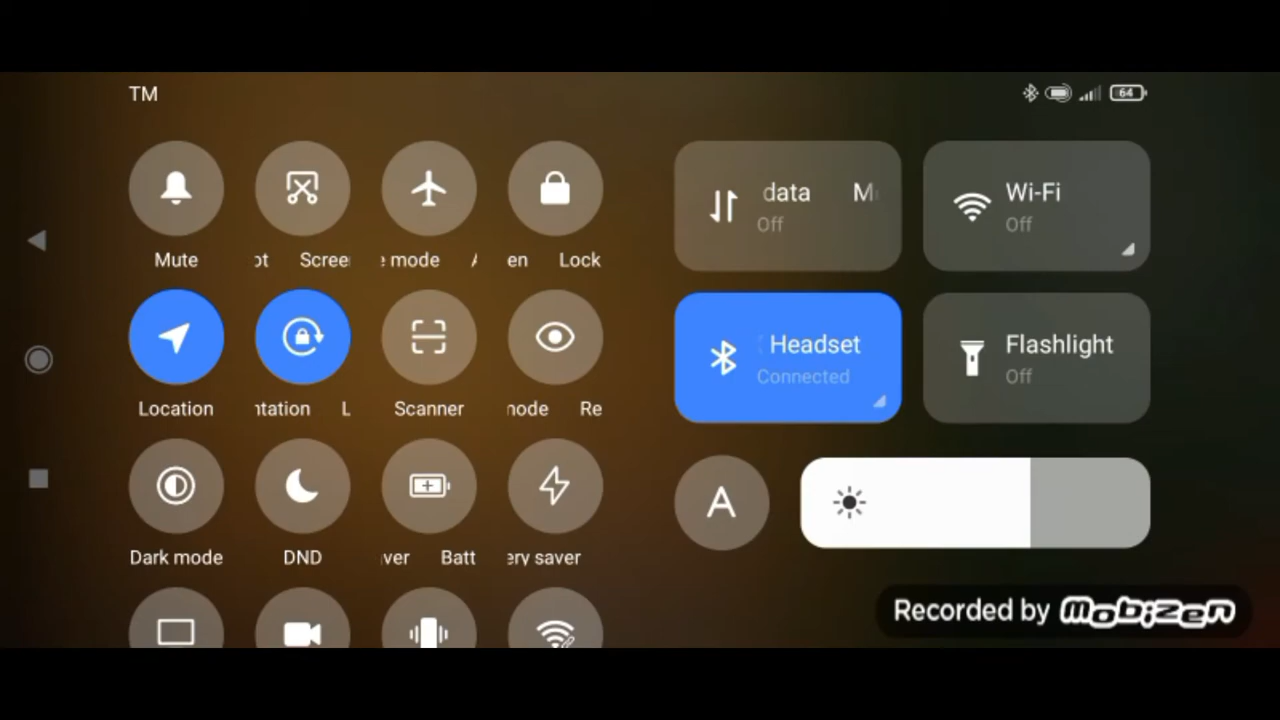 TM
64
Mute
ot Scree
e mode
en Lock
data M
Off
Wi-Fi
Off
Location
ntation L
Scanner
node Re
Headset
Connected
Flashlight
Off
Dark mode
DND
ver Batt
ery saver
A
Recorded by mobizen